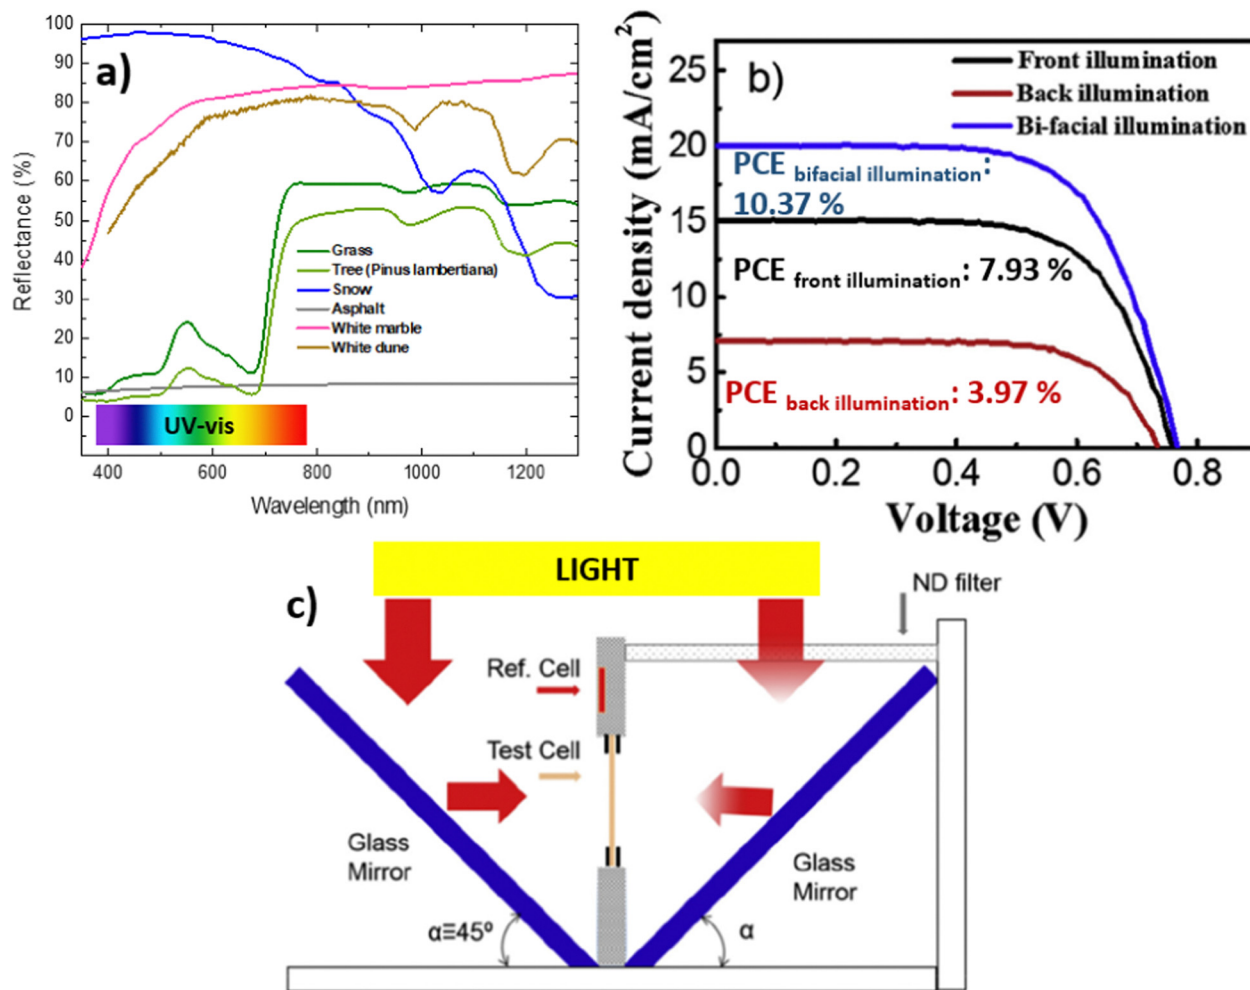 a)
Reflectance (%)
100
90
80
70
60
50
40
30
20
10
0
Grass
Tree (Pinus lambertiana)
Snow
Asphalt
White marble
White dune
UV-vis
400 600 800 1000 1200
Wavelength (nm)
b)
Current density (mA/cm²)
25
20
15
10
5
0
Front illumination
Back illumination
Bi-facial illumination
PCE bifacial illumination:
10.37 %
PCE front illumination: 7.93 %
PCE back illumination: 3.97 %
0.0 0.2 0.4 0.6 0.8
Voltage (V)
c)
LIGHT
ND filter
Ref. Cell
Test Cell
Glass
Mirror
Glass
Mirror
α≡45º
α